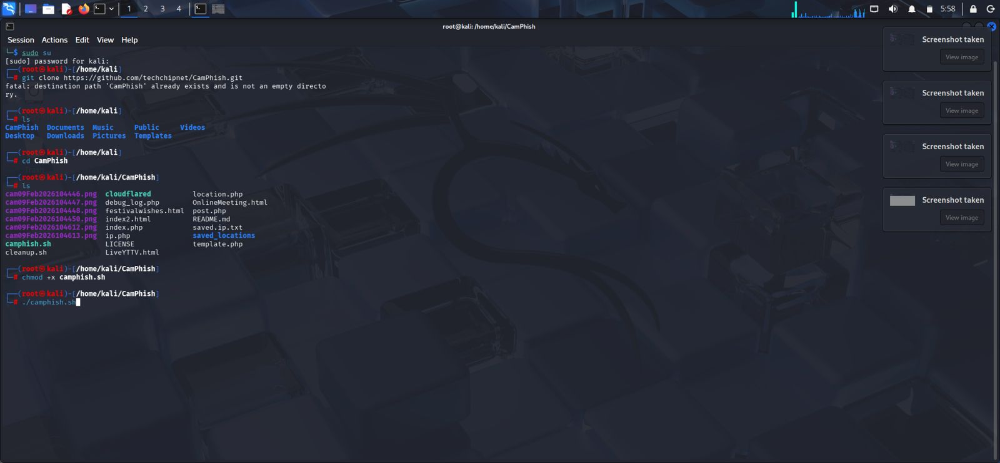 1 2 3 4
5:58
root@kali: /home/kali/CamPhish
Session Actions Edit View Help
└─$ sudo su
[sudo] password for kali:
┌──(root㉿kali)-[/home/kali]
└─# git clone https://github.com/techchipnet/CamPhish.git
fatal: destination path 'CamPhish' already exists and is not an empty directo
ry.
┌──(root㉿kali)-[/home/kali]
└─# ls
CamPhish Documents Music Public Videos
Desktop Downloads Pictures Templates
┌──(root㉿kali)-[/home/kali]
└─# cd CamPhish
Trash
┌──(root㉿kali)-[/home/kali/CamPhish]
└─# ls
cam09Feb2026104446.png cloudflared location.php
cam09Feb2026104447.png debug_log.php OnlineMeeting.html
cam09Feb2026104448.png festivalwishes.html post.php
cam09Feb2026104450.png index2.html README.md
cam09Feb2026104612.png index.php saved.ip.txt
cam09Feb2026104613.png ip.php saved_locations
camphish.sh LICENSE template.php
cleanup.sh LiveYTTV.html
┌──(root㉿kali)-[/home/kali/CamPhish]
└─# chmod +x camphish.sh
┌──(root㉿kali)-[/home/kali/CamPhish]
└─# ./camphish.sh
Screenshot taken
View image
Screenshot taken
View image
Screenshot taken
View image
Screenshot taken
View image